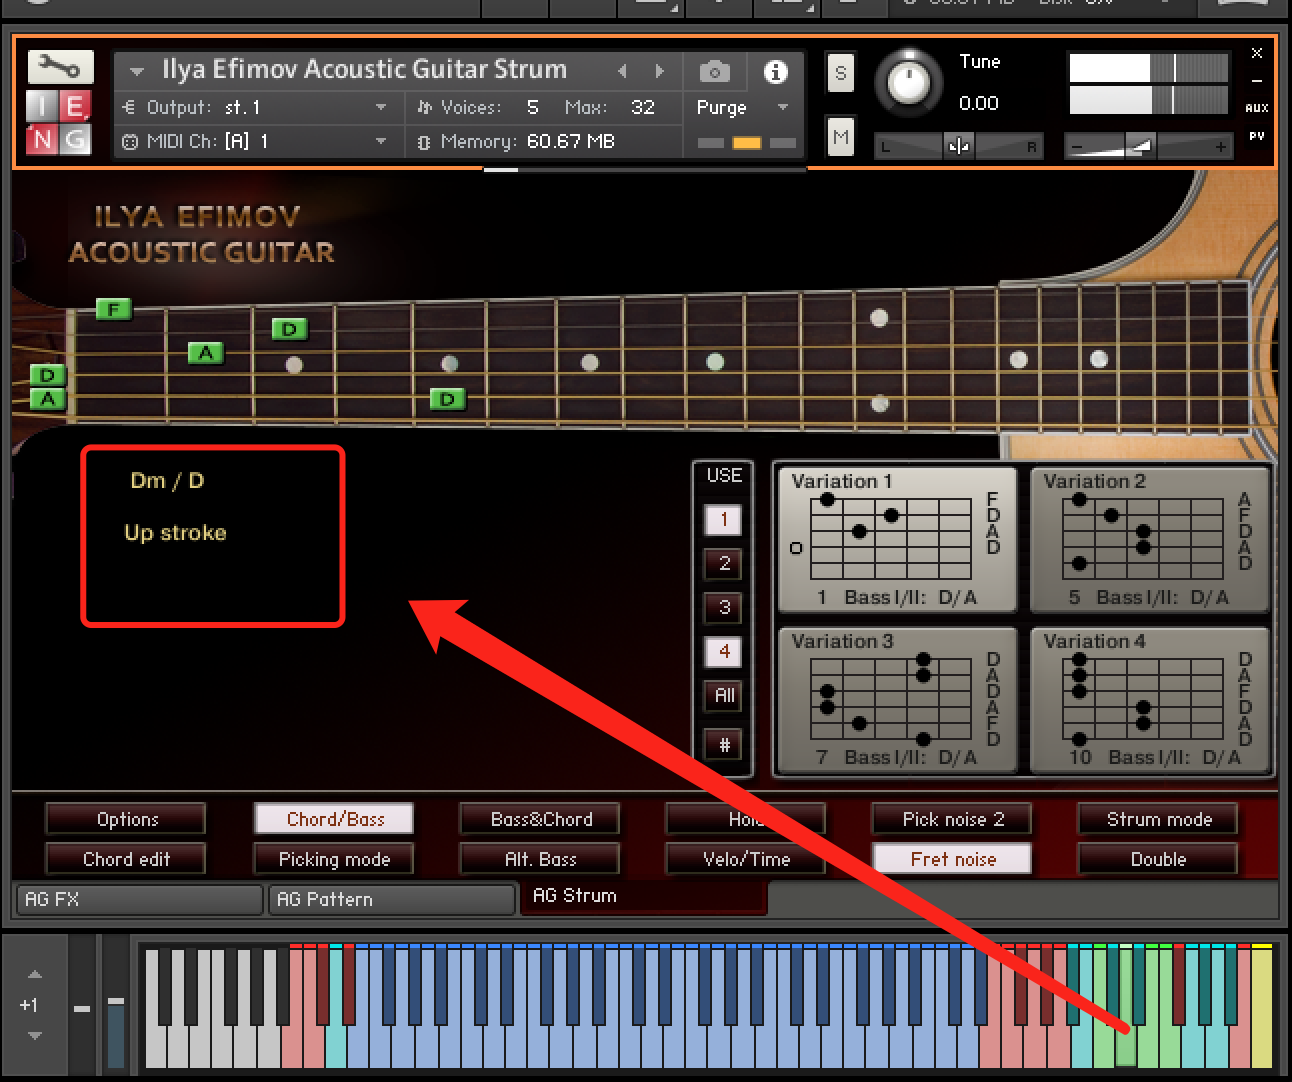 Ilya Efimov Acoustic Guitar Strum
S
Tune
X
I E
Output: st.1
Voices: 5 Max: 32
Purge
0.00
AUX
N G
MIDI Ch: [A] 1
Memory: 60.67 MB
M
L R
- +
PV
ILYA EFIMOV
ACOUSTIC GUITAR
F
D
A
D
A
D
Dm / D
Up stroke
USE
1
2
3
4
All
#
Variation 1
F
D
A
D
1 Bass I/II: D/A
Variation 2
A
F
D
A
D
5 Bass I/II: D/A
Variation 3
D
A
D
A
F
D
7 Bass I/II: D/A
Variation 4
D
A
F
D
A
D
10 Bass I/II: D/A
Options
Chord/Bass
Bass&Chord
Pick noise 2
Strum mode
Chord edit
Picking mode
Alt. Bass
Velo/Time
Fret noise
Double
AG FX
AG Pattern
AG Strum
+1